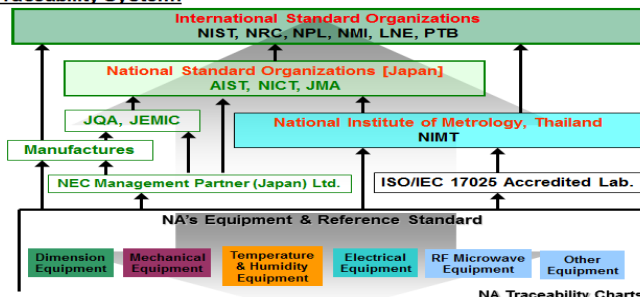 Traceability System:
International Standard Organizations
NIST, NRC, NPL, NMI, LNE, PTB
National Standard Organizations [Japan]
AIST, NICT, JMA
JQA, JEMIC
National Institute of Metrology, Thailand
NIMT
Manufactures
NEC Management Partner (Japan) Ltd.
ISO/IEC 17025 Accredited Lab.
NA's Equipment & Reference Standard
Dimension
Equipment
Mechanical
Equipment
Temperature
& Humidity
Equipment
Electrical
Equipment
RF Microwave
Equipment
Other
Equipment
NA Traceability Charts